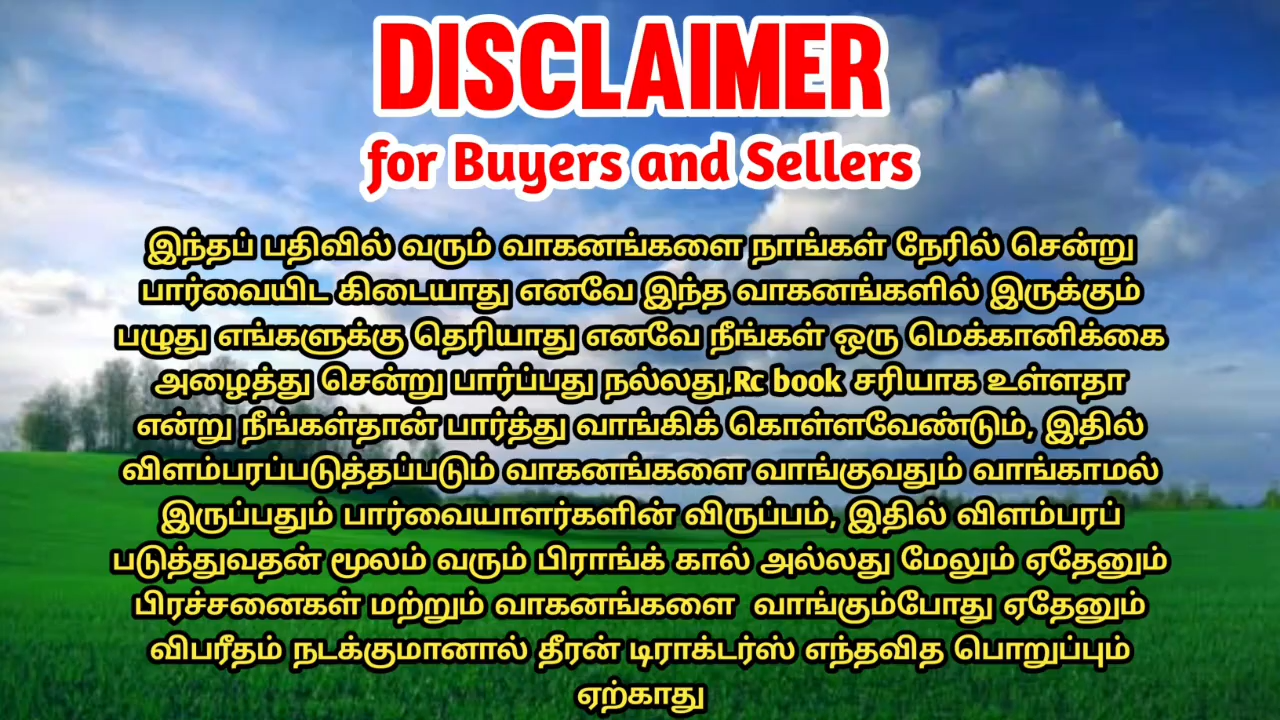 DISCLAIMER
for Buyers and Sellers
இந்தப் பதிவில் வரும் வாகனங்களை நாங்கள் நேரில் சென்று
பார்வையிட கிடையாது எனவே இந்த வாகனங்களில் இருக்கும்
பழுது எங்களுக்கு தெரியாது எனவே நீங்கள் ஒரு மெக்கானிக்கை
அழைத்து சென்று பார்ப்பது நல்லது,Rc book சரியாக உள்ளதா
என்று நீங்கள்தான் பார்த்து வாங்கிக் கொள்ளவேண்டும், இதில்
விளம்பரப்படுத்தப்படும் வாகனங்களை வாங்குவதும் வாங்காமல்
இருப்பதும் பார்வையாளர்களின் விருப்பம், இதில் விளம்பரப்
படுத்துவதன் மூலம் வரும் பிராங்க் கால் அல்லது மேலும் ஏதேனும்
பிரச்சனைகள் மற்றும் வாகனங்களை வாங்கும்போது ஏதேனும்
விபரீதம் நடக்குமானால் தீரன் டிராக்டர்ஸ் எந்தவித பொறுப்பும்
ஏற்காது